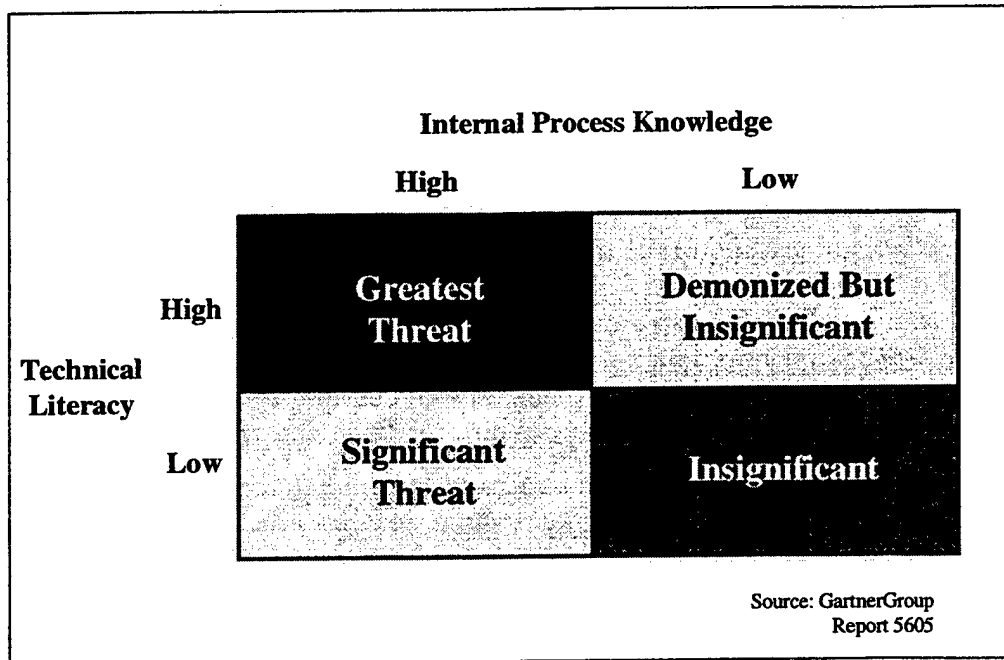 Internal Process Knowledge
High
Low
Greatest
Threat
Demonized But
Insignificant
High
Technical
Literacy
Low
Significant
Threat
Insignificant
Source: GartnerGroup
Report 5605